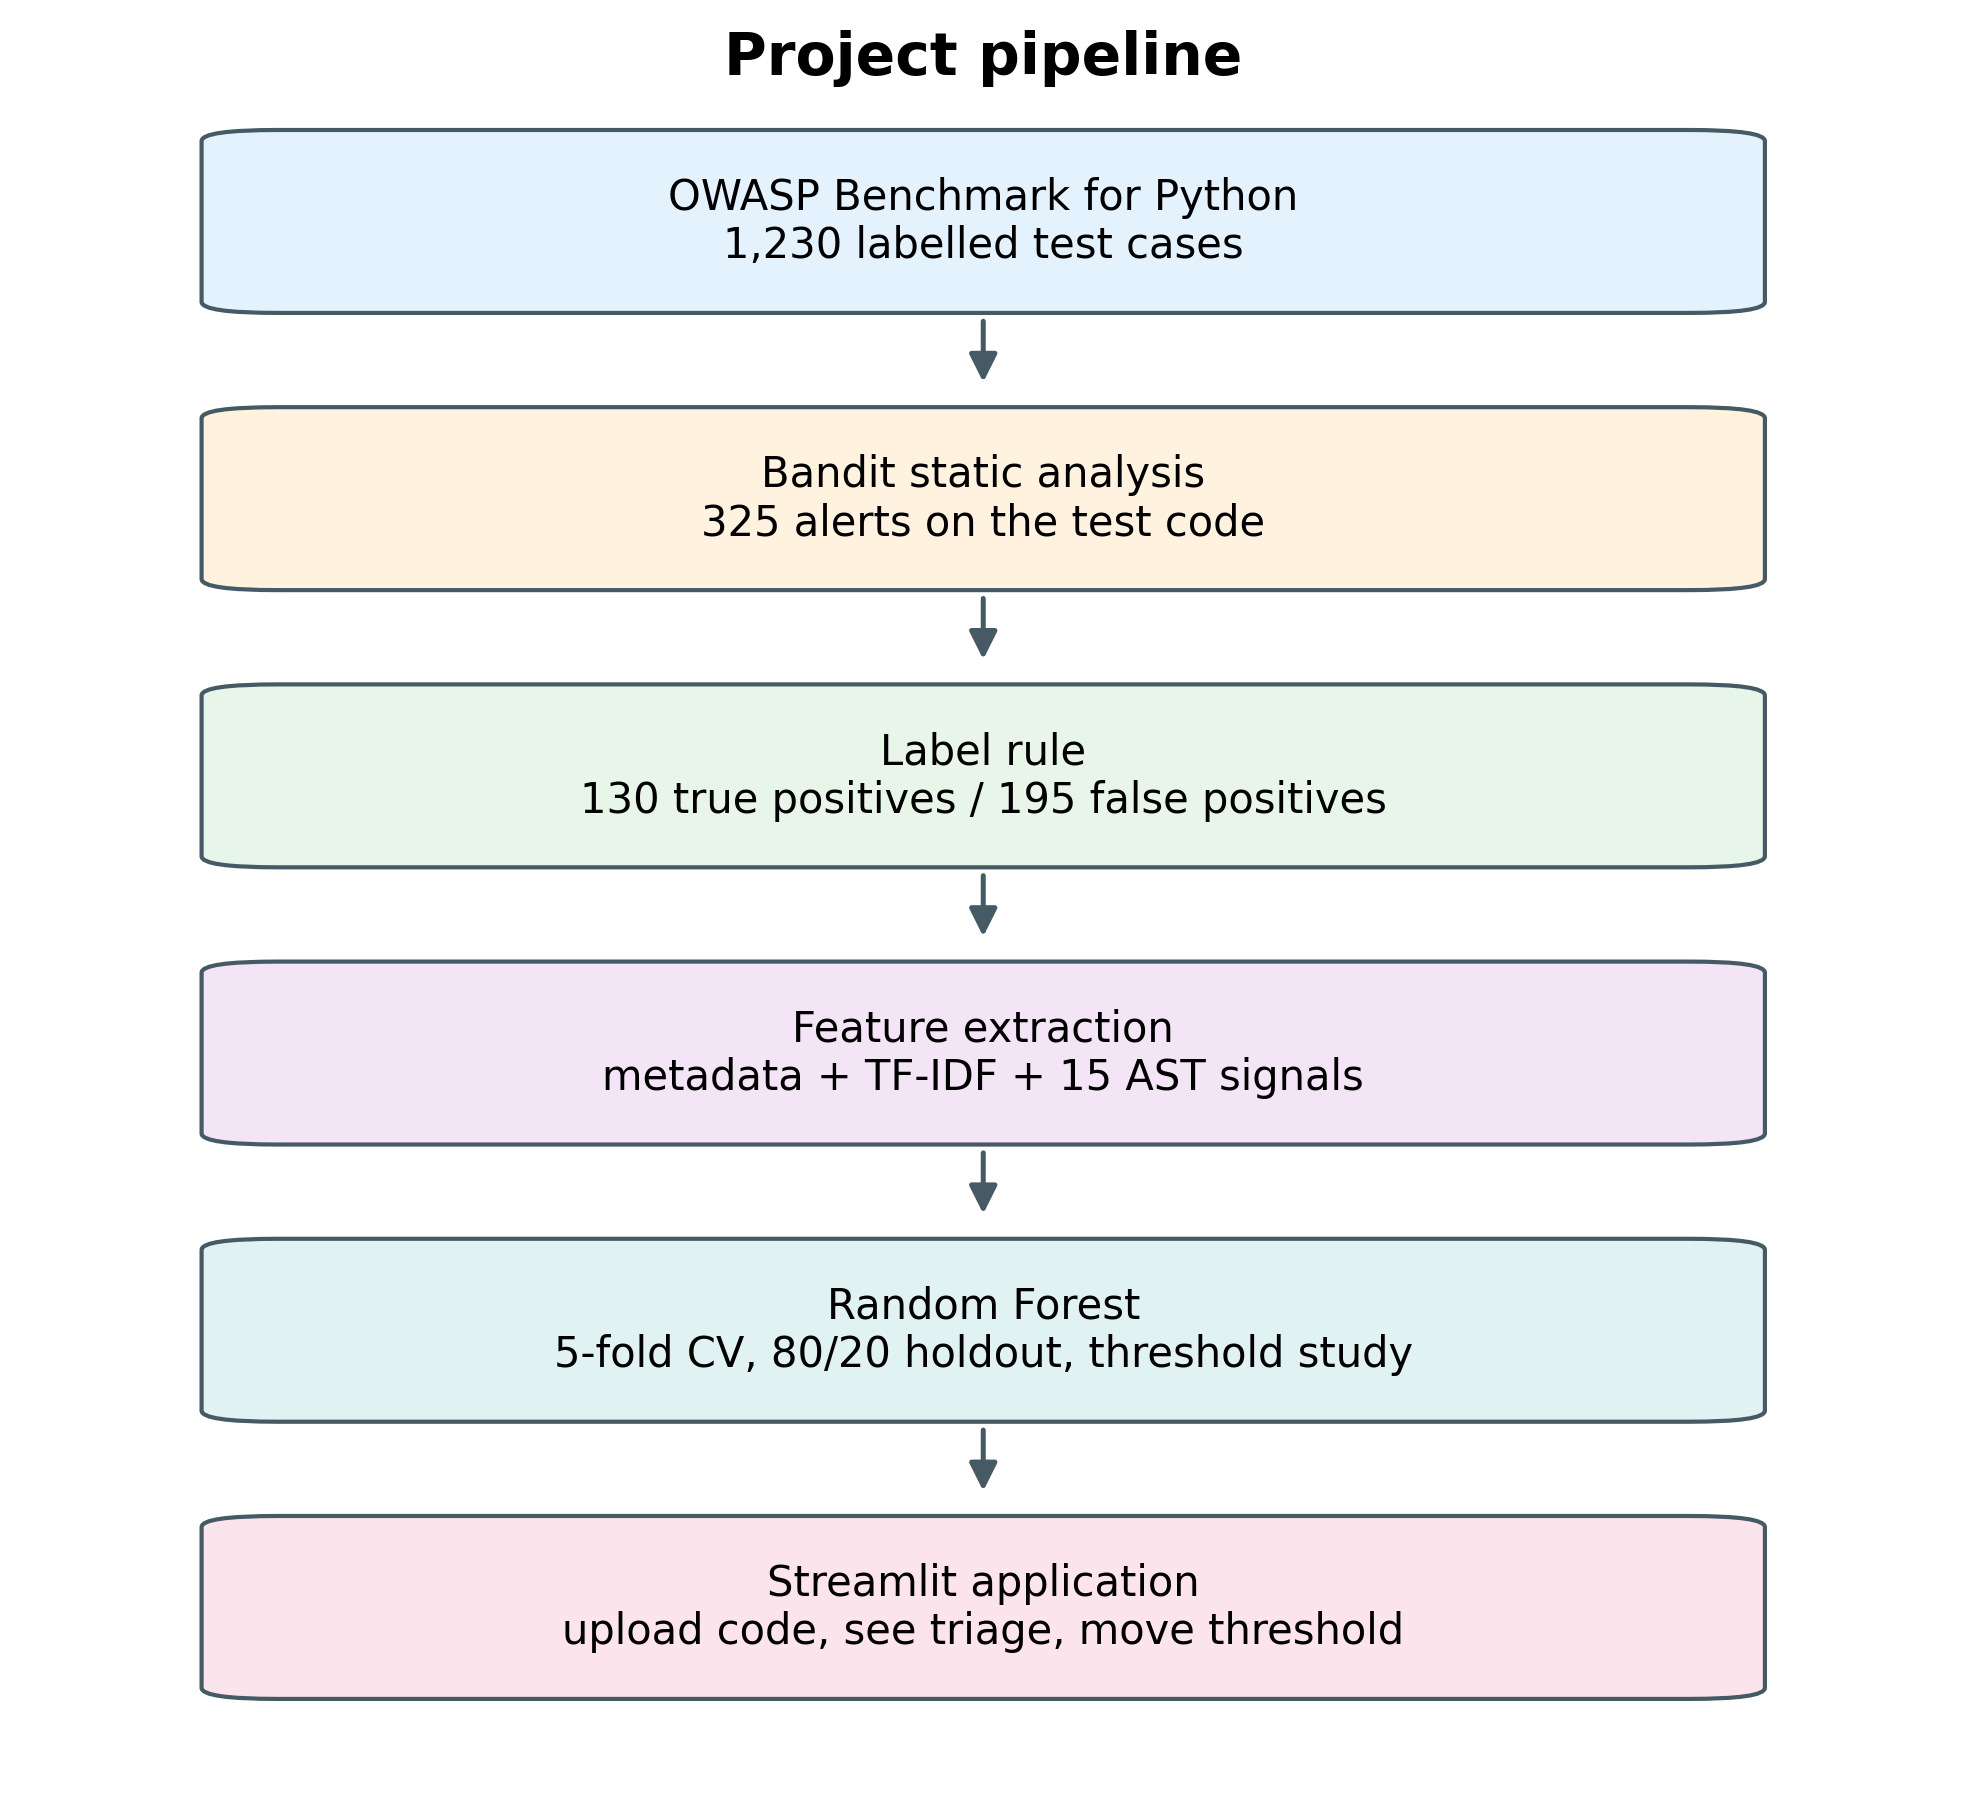 Project pipeline
OWASP Benchmark for Python
1,230 labelled test cases
Bandit static analysis
325 alerts on the test code
Label rule
130 true positives / 195 false positives
Feature extraction
metadata + TF-IDF + 15 AST signals
Random Forest
5-fold CV, 80/20 holdout, threshold study
Streamlit application
upload code, see triage, move threshold